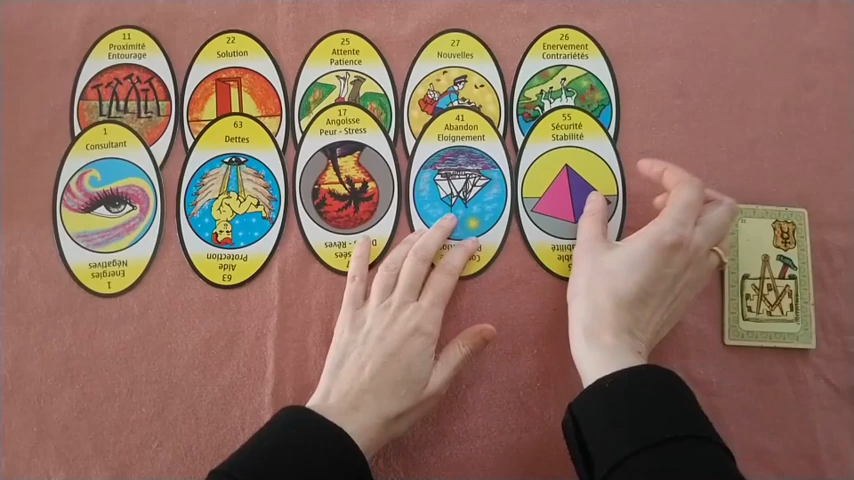 11
Proximité
Entourage
22
Solution
25
Attente
Patience
27
Nouvelles
26
Enervement
Contrariétés
1
Consultant
Energies
Négatives
1
63
Dettes
Aide
Protection
63
17
Angoisse
Peur - Stress
41
Abandon
Eloignement
55
Sécurité
Stabilité